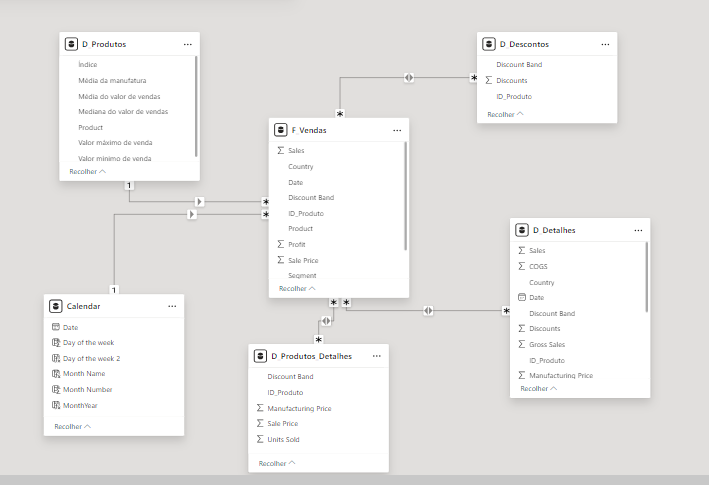 D_Produtos
Índice
Média da manufatura
Média do valor de vendas
Mediana do valor de vendas
Product
Valor máximo de venda
Valor mínimo de venda
Recolher
D_Descontos
Discount Band
Discounts
ID_Produto
Recolher
F_Vendas
Sales
Country
Date
Discount Band
ID_Produto
Product
Profit
Sale Price
Segment
Recolher
D_Detalhes
Sales
COGS
Country
Date
Discount Band
Discounts
Gross Sales
ID_Produto
Manufacturing Price
Recolher
Calendar
Date
Day of the week
Day of the week 2
Month Name
Month Number
MonthYear
Recolher
D_Produtos_Detalhes
Discount Band
ID_Produto
Manufacturing Price
Sale Price
Units Sold
Recolher
1
*
*
1
*
*
*
*
*
*